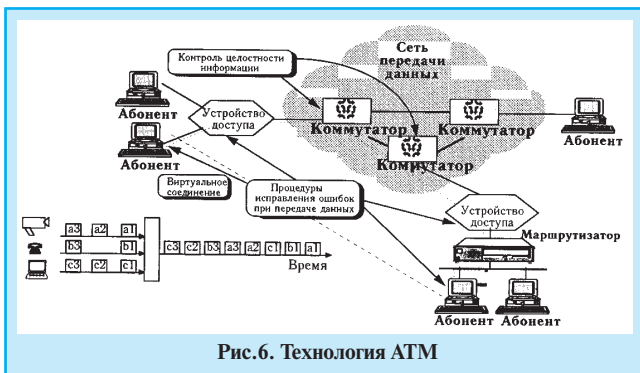 Контроль целостности
информации
Сеть
передачи
данных
Абонент
Устройство
доступа
Коммутатор
Коммутатор
Абонент
Абонент
Коммутатор
Виртуальное
соединение
Процедуры
исправления ошибок
при передаче данных
Устройство
доступа
Маршрутизатор
a3 a2 a1
b3 b1
c3 c2 c1
c3 c2 b3 a3 a2 c1 b1 a1
Время
Абонент Абонент
Рис.6. Технология АТМ